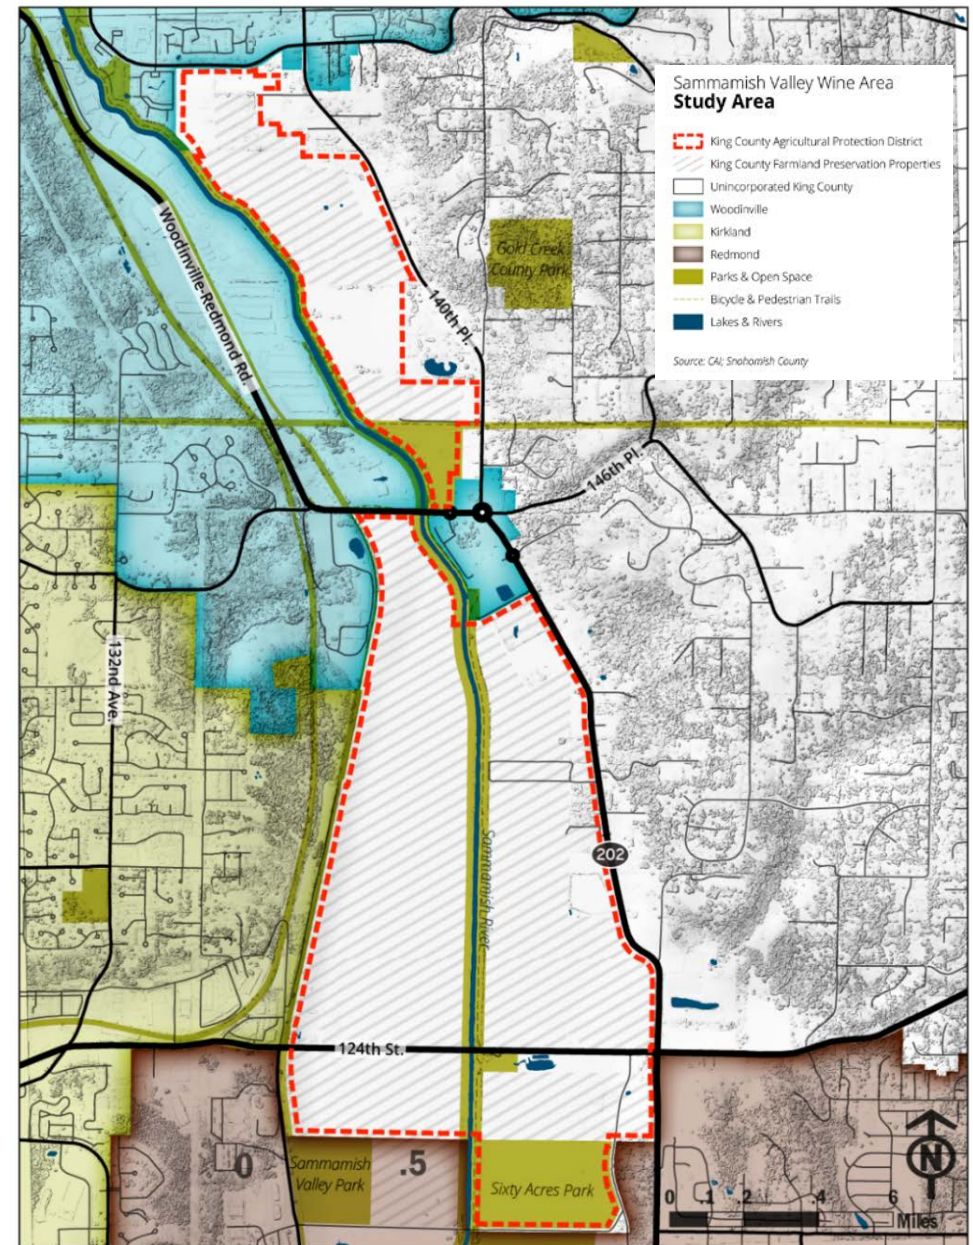 Sammamish Valley Wine Area
Study Area
King County Agricultural Protection District
King County Farmland Preservation Properties
Unincorporated King County
Woodinville
Kirkland
Redmond
Parks & Open Space
Bicycle & Pedestrian Trails
Lakes & Rivers
Source: CAI; Snohomish County
Gold Creek
County Park
Woodinville-Redmond Rd.
140th Pl.
146th Pl.
132nd Ave.
202
Sammamish River
124th St.
0
.5
Sammamish
Valley Park
Sixty Acres Park
N
0 .1 .2 .4 6
Miles